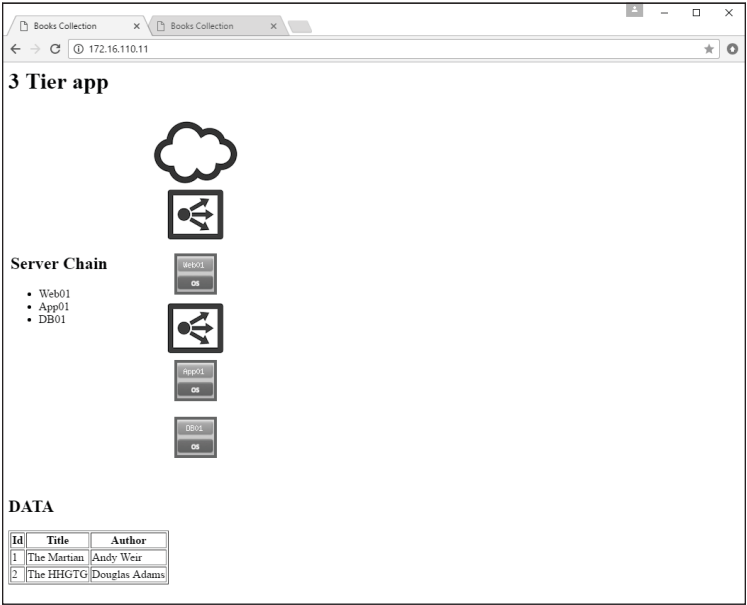 Books Collection
Books Collection
172.16.110.11
3 Tier app
Server Chain
Web01
App01
DB01
Web01
OS
App01
OS
DB01
OS
DATA
Id Title Author
1 The Martian Andy Weir
2 The HHGTG Douglas Adams